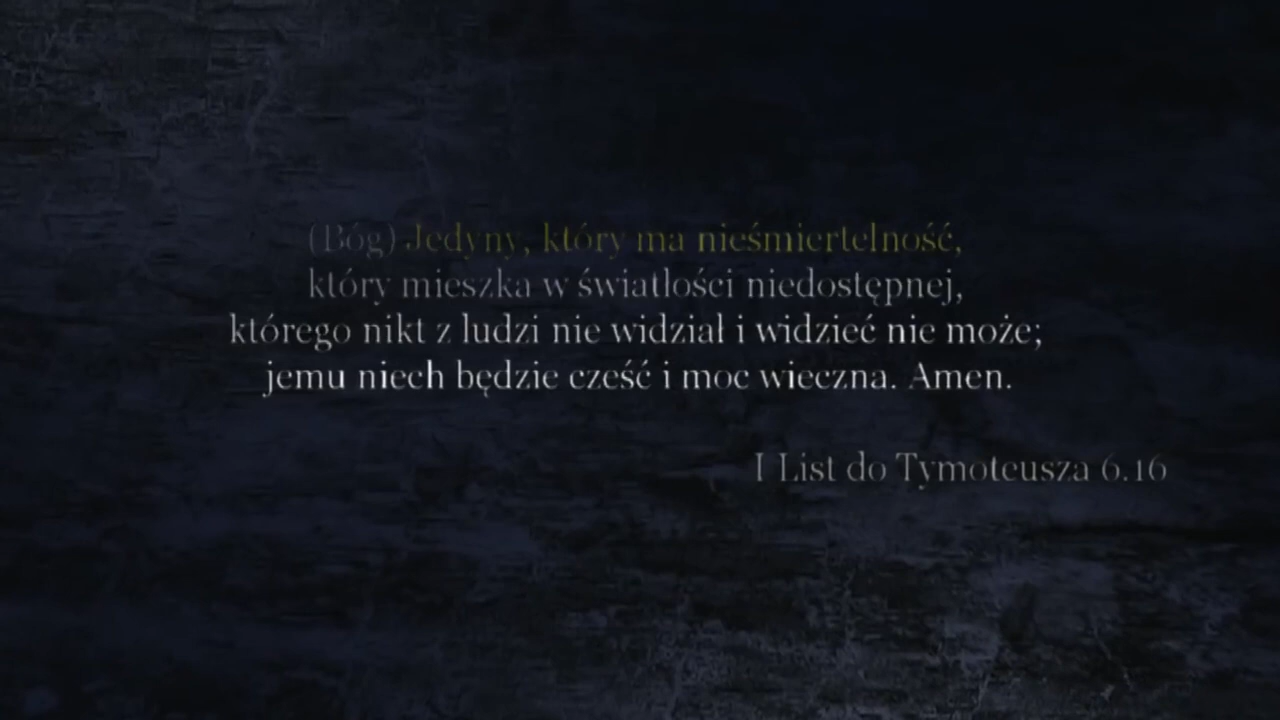 (Bóg) Jedyny, który ma nieśmiertelność,
który mieszka w światłości niedostępnej,
którego nikt z ludzi nie widział i widzieć nie może;
jemu niech będzie cześć i moc wieczna. Amen.
I List do Tymoteusza 6.16